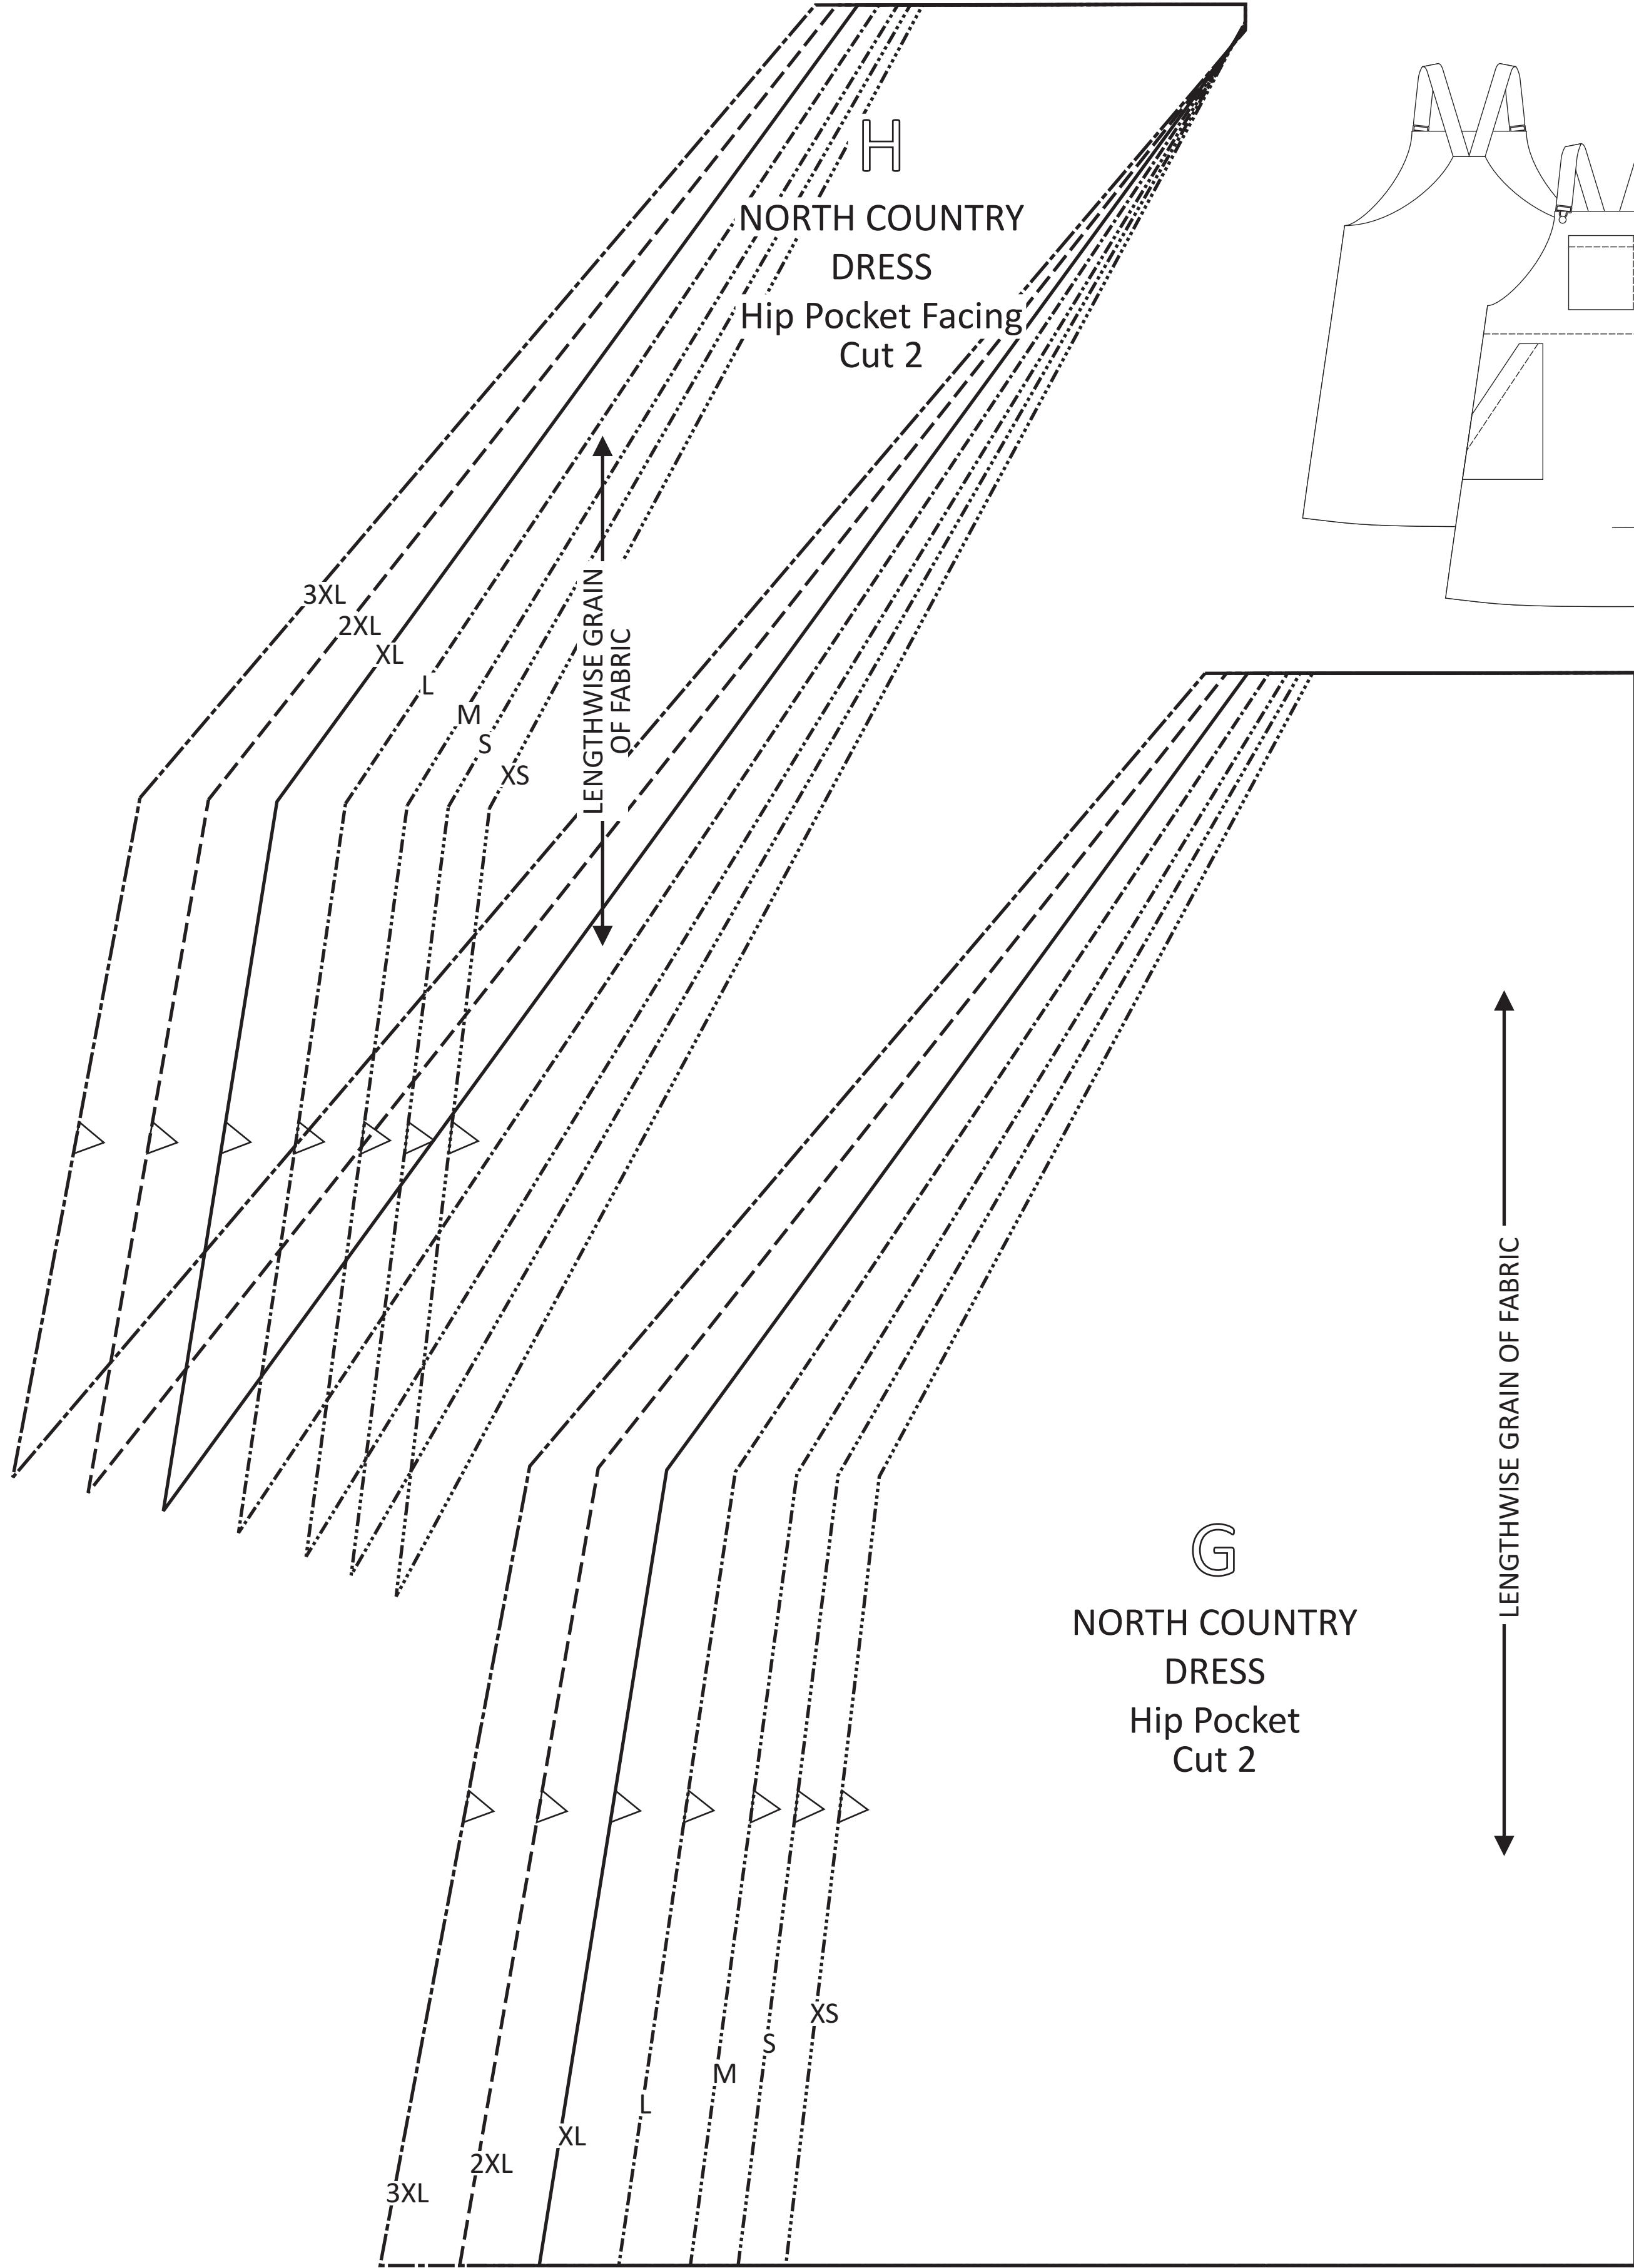 H
NORTH COUNTRY
DRESS
Hip Pocket Facing
Cut 2
3XL
2XL
XL
L
M
S
XS
LENGTHWISE GRAIN
OF FABRIC
G
NORTH COUNTRY
DRESS
Hip Pocket
Cut 2
LENGTHWISE GRAIN OF FABRIC
XS
S
M
L
XL
2XL
3XL